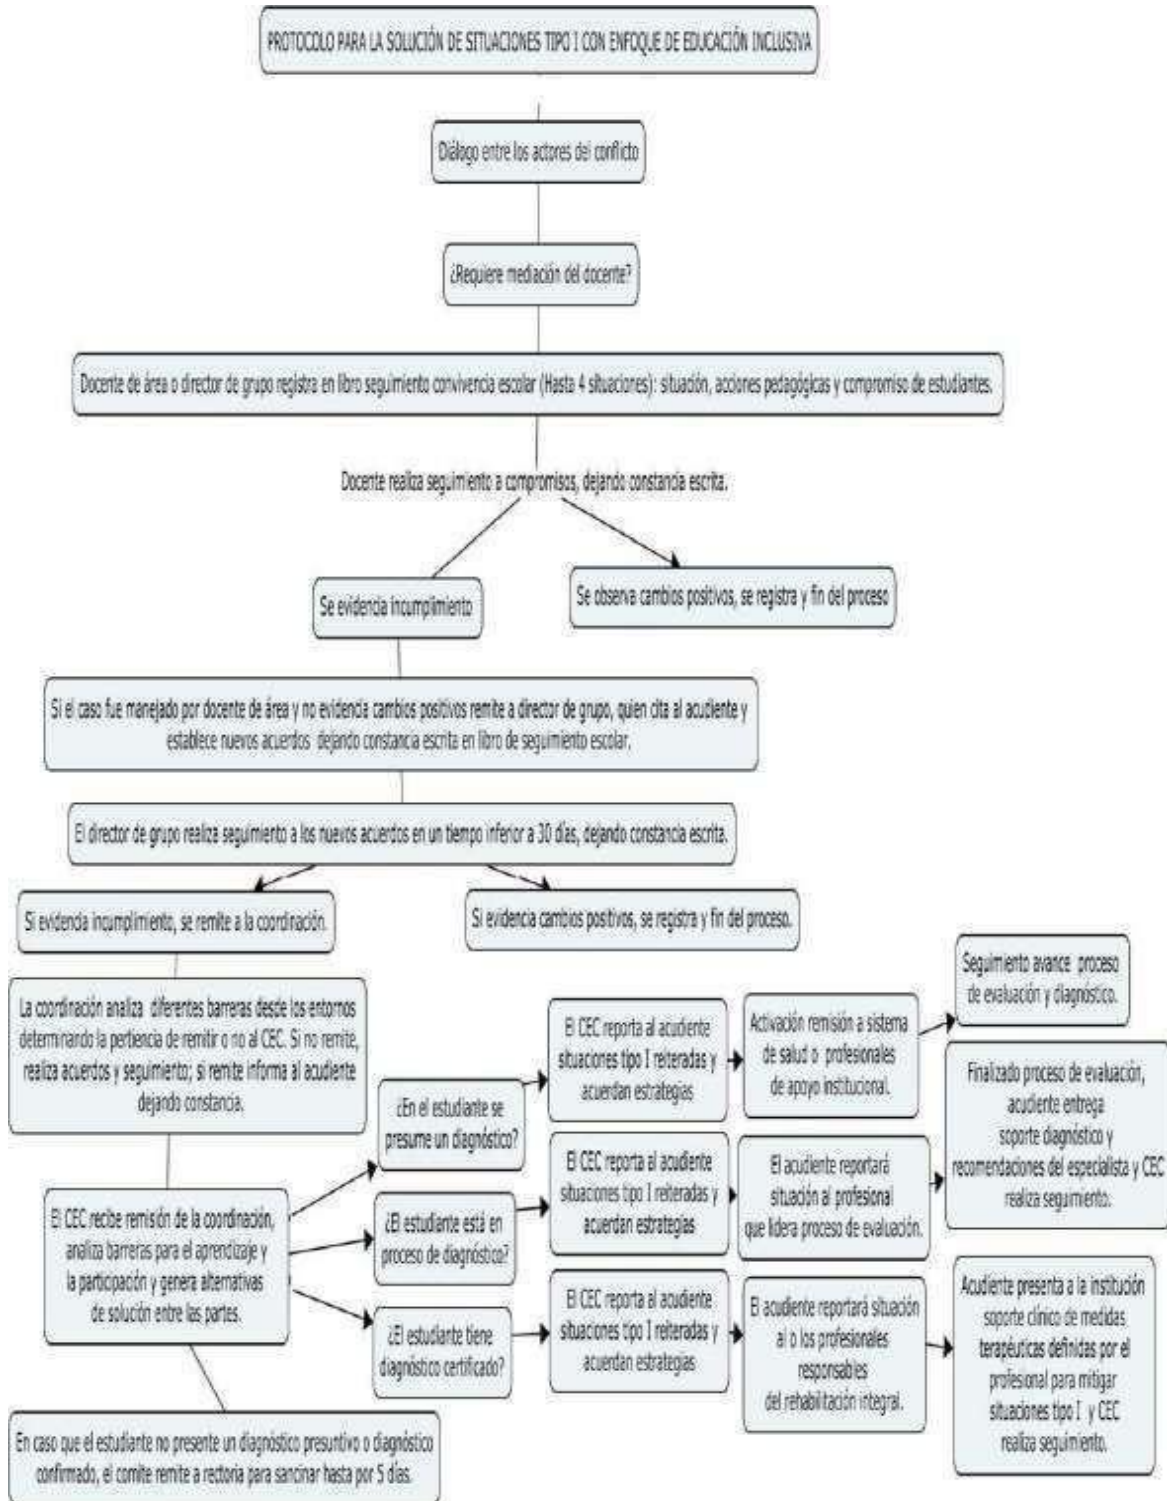 PROTOCOLO PARA LA SOLUCIÓN DE SITUACIONES TIPO I CON ENFOQUE DE EDUCACIÓN INCLUSIVA
Diálogo entre los actores del conflicto
¿Requiere mediación del docente?
Docente de área o director de grupo registra en libro seguimiento convivencia escolar (Hasta 4 situaciones): situación, acciones pedagógicas y compromiso de estudiantes.
Docente realiza seguimiento a compromisos, dejando constancia escrita.
Se evidencia incumplimiento
Se observa cambios positivos, se registra y fin del proceso
Si el caso fue manejado por docente de área y no evidencia cambios positivos remite a director de grupo, quien cita al acudiente y
establece nuevos acuerdos dejando constancia escrita en libro de seguimiento escolar.
El director de grupo realiza seguimiento a los nuevos acuerdos en un tiempo inferior a 30 días, dejando constancia escrita.
Si evidencia incumplimiento, se remite a la coordinación.
Si evidencia cambios positivos, se registra y fin del proceso.
La coordinación analiza diferentes barreras desde los entornos
determinando la pertiencia de remitir o no al CEC. Si no remite,
realiza acuerdos y seguimiento; si remite informa al acudiente
dejando constancia.
El CEC recibe remisión de la coordinación,
analiza barreras para el aprendizaje y
la participación y genera alternativas
de solución entre las partes.
¿En el estudiante se
presume un diagnóstico?
El CEC reporta al acudiente
situaciones tipo I reiteradas y
acuerdan estrategias
Activación remisión a sistema
de salud o profesionales
de apoyo institucional.
Seguimiento avance proceso
de evaluación y diagnóstico.
¿El estudiante está en
proceso de diagnóstico?
El CEC reporta al acudiente
situaciones tipo I reiteradas y
acuerdan estrategias
El acudiente reportará
situación al profesional
que lidera proceso de evaluación.
Finalizado proceso de evaluación,
acudiente entrega
soporte diagnóstico y
recomendaciones del especialista y CEC
realiza seguimiento.
¿El estudiante tiene
diagnóstico certificado?
El CEC reporta al acudiente
situaciones tipo I reiteradas y
acuerdan estrategias
El acudiente reportará situación
al o los profesionales
responsables
del rehabilitación integral.
Acudiente presenta a la institución
soporte clínico de medidas
terapéuticas definidas por el
profesional para mitigar
situaciones tipo I y CEC
realiza seguimiento.
En caso que el estudiante no presente un diagnóstico presuntivo o diagnóstico
confirmado, el comite remite a rectoria para sancinar hasta por 5 días.